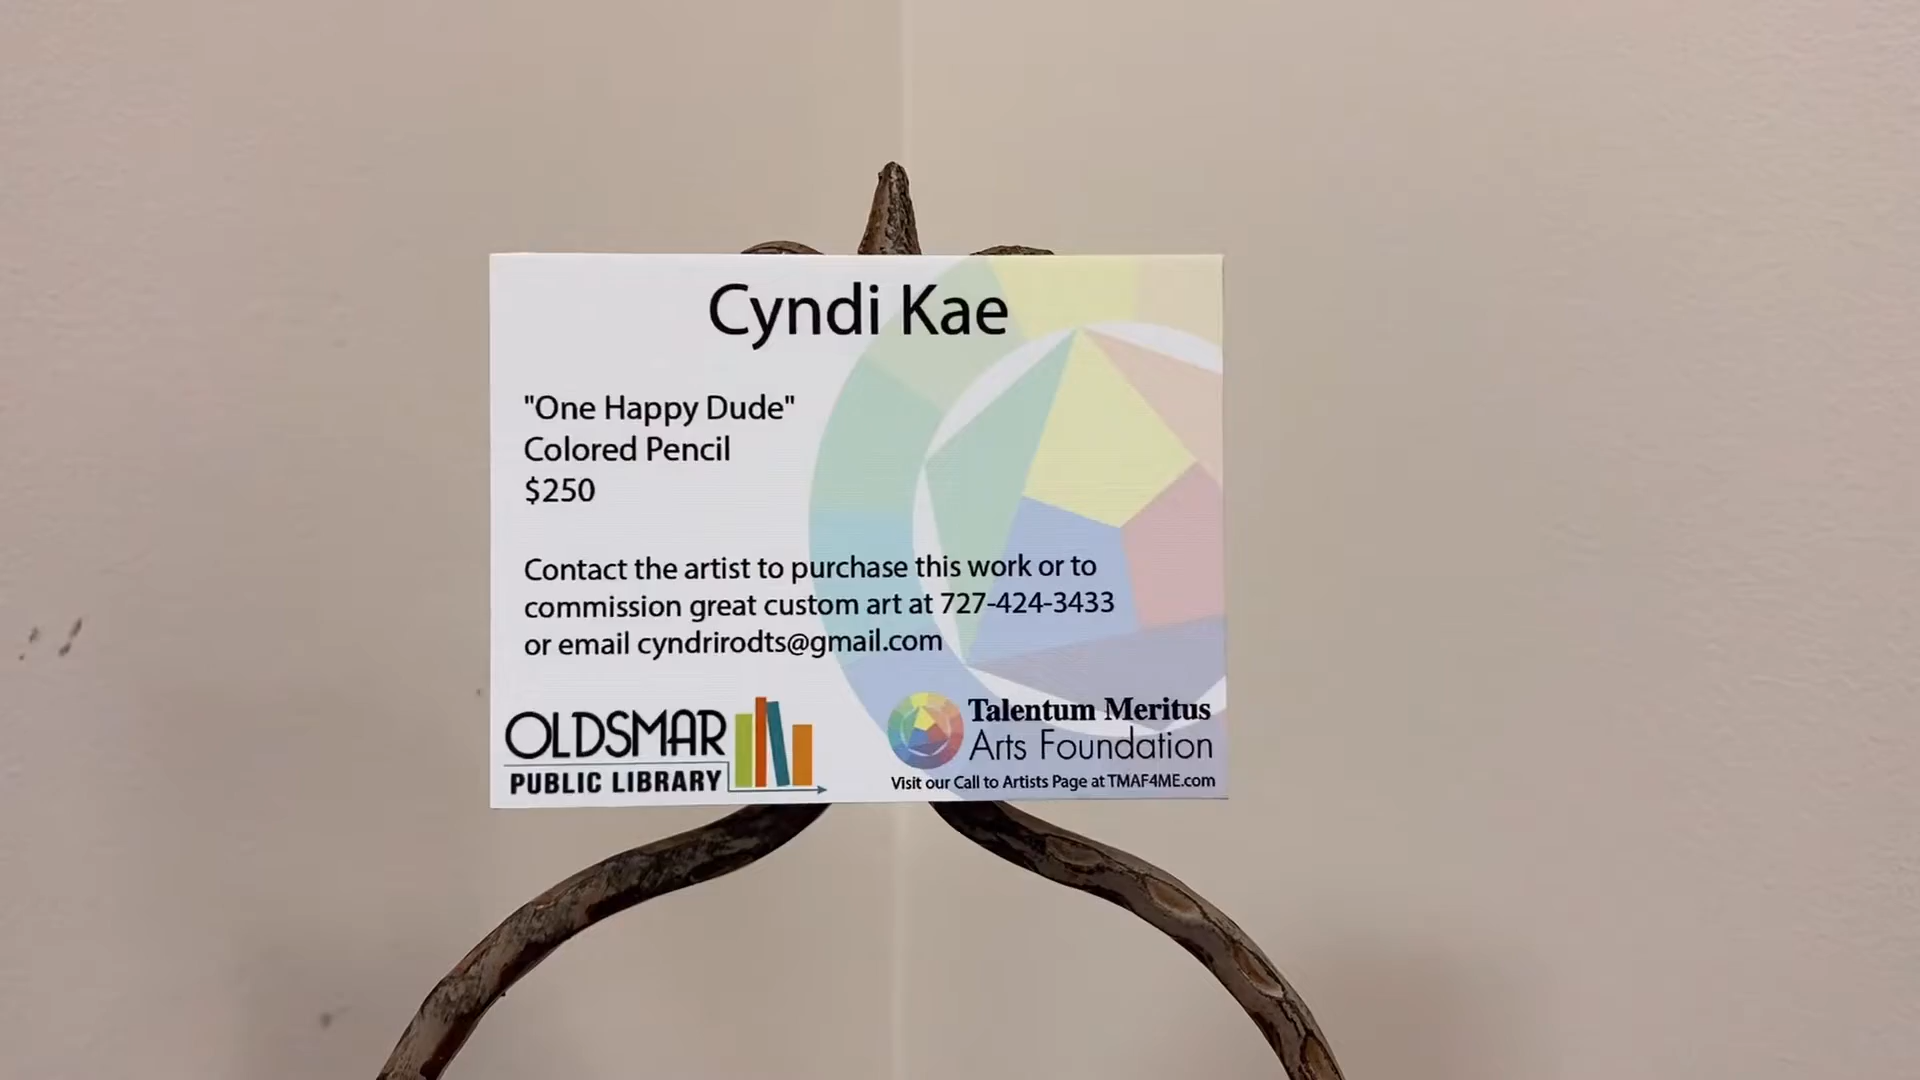 Cyndi Kae
"One Happy Dude"
Colored Pencil
$250
Contact the artist to purchase this work or to
commission great custom art at 727-424-3433
or email cyndrirodts@gmail.com
OLDSMAR
PUBLIC LIBRARY
Talentum Meritus
Arts Foundation
Visit our Call to Artists Page at TMAF4ME.com